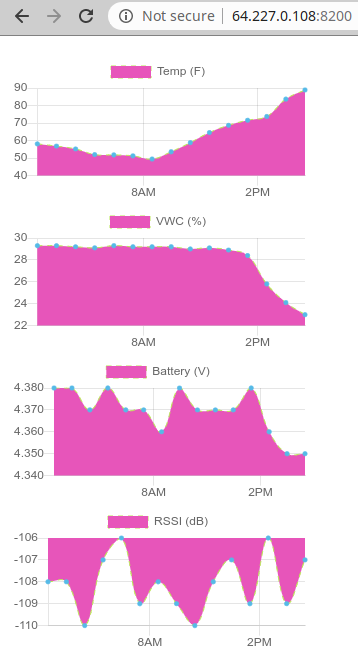 Not secure | 64.227.0.108:8200
Temp (F)
90
80
70
60
50
40
8AM 2PM
VWC (%)
30
28
26
24
22
8AM 2PM
Battery (V)
4.380
4.370
4.360
4.350
4.340
8AM 2PM
RSSI (dB)
-106
-107
-108
-109
-110
8AM 2PM